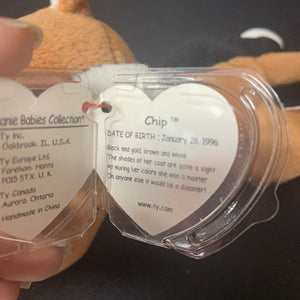 anie Babies Collection
Ty Inc.
Oakbrook, IL. U.S.A.
Ty Europe Ltd.
Fareham, Hants
PO15 5TX, U.K.
Ty Canada
Aurora, Ontario
Handmade in China
Chip ™
DATE OF BIRTH : January 26, 1996
Black and gold, brown and white
The shades of her coat are quite a sight
At mixing her colors she was a master
On anyone else it would be a disaster!
www.ty.com